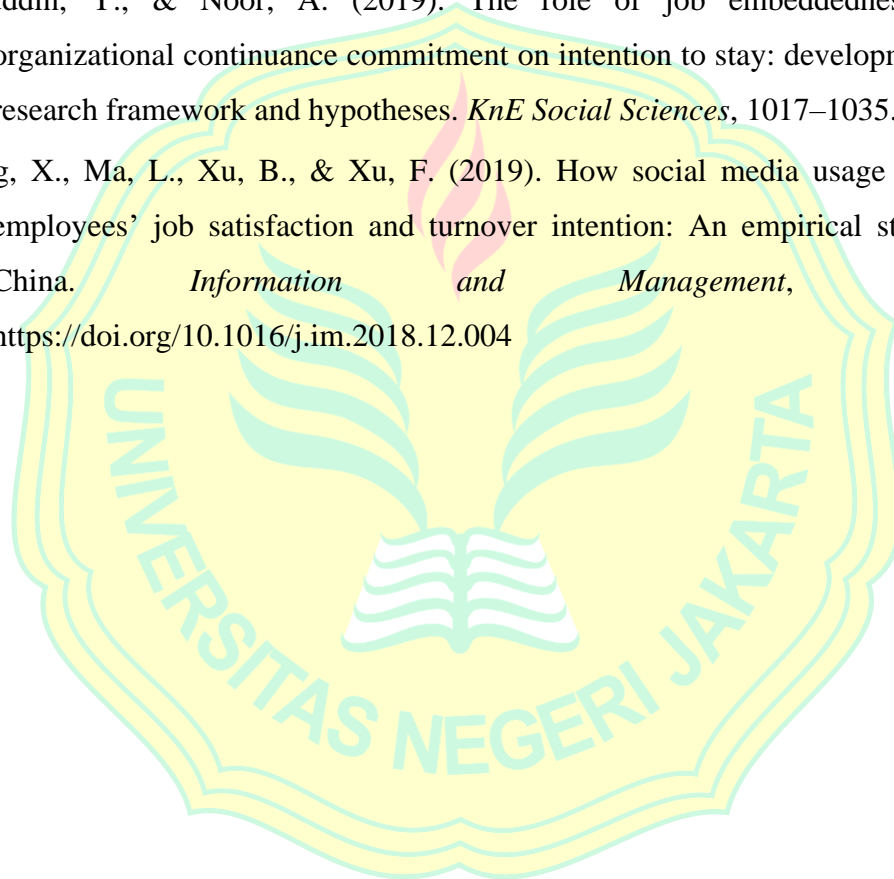 uddin, T., & Noor, A. (2019). The role of job embeddedness
organizational continuance commitment on intention to stay: developm
research framework and hypotheses. KnE Social Sciences, 1017–1035.
g, X., Ma, L., Xu, B., & Xu, F. (2019). How social media usage
employees’ job satisfaction and turnover intention: An empirical st
China. Information and Management,
https://doi.org/10.1016/j.im.2018.12.004
UNIVERSITAS NEGERI JAKARTA